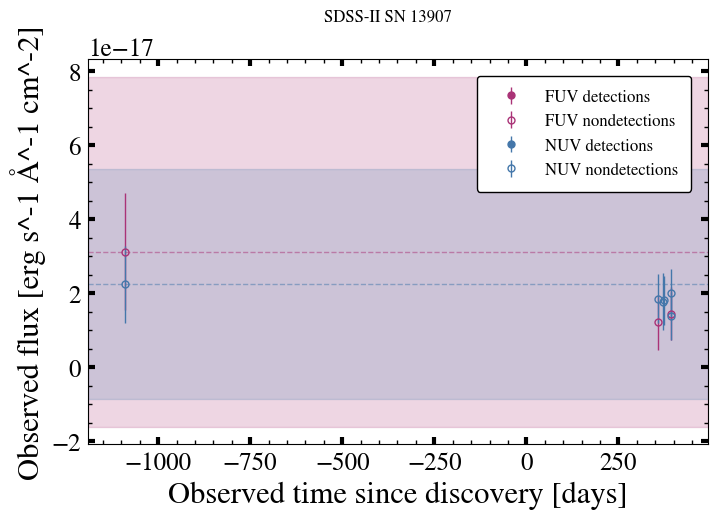 SDSS-II SN 13907
1e−17
FUV detections
FUV nondetections
NUV detections
NUV nondetections
8
6
4
2
0
−2
Observed flux [erg s^-1 Å^-1 cm^-2]
−1000 −750 −500 −250 0 250
Observed time since discovery [days]